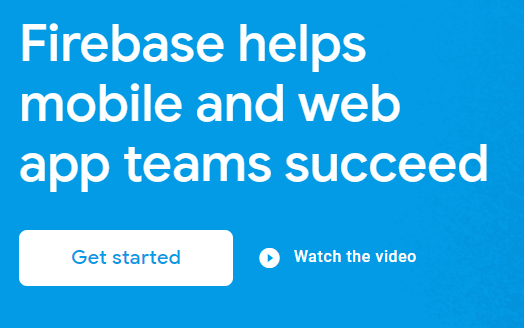 Firebase helps
mobile and web
app teams succeed
Get started
Watch the video